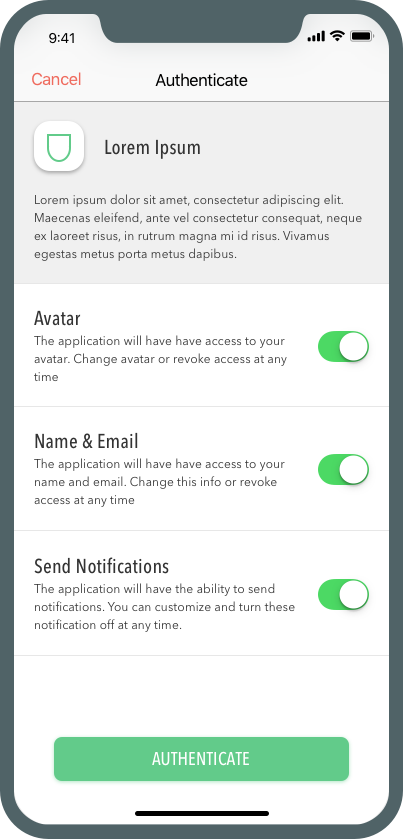 9:41
Cancel Authenticate
Lorem Ipsum
Lorem ipsum dolor sit amet, consectetur adipiscing elit.
Maecenas eleifend, ante vel consectetur consequat, neque
ex laoreet risus, in rutrum magna mi id risus. Vivamus
egestas metus porta metus dapibus.
Avatar
The application will have have access to your
avatar. Change avatar or revoke access at any
time
Name & Email
The application will have have access to your
name and email. Change this info or revoke
access at any time
Send Notifications
The application will have the ability to send
notifications. You can customize and turn these
notification off at any time.
AUTHENTICATE